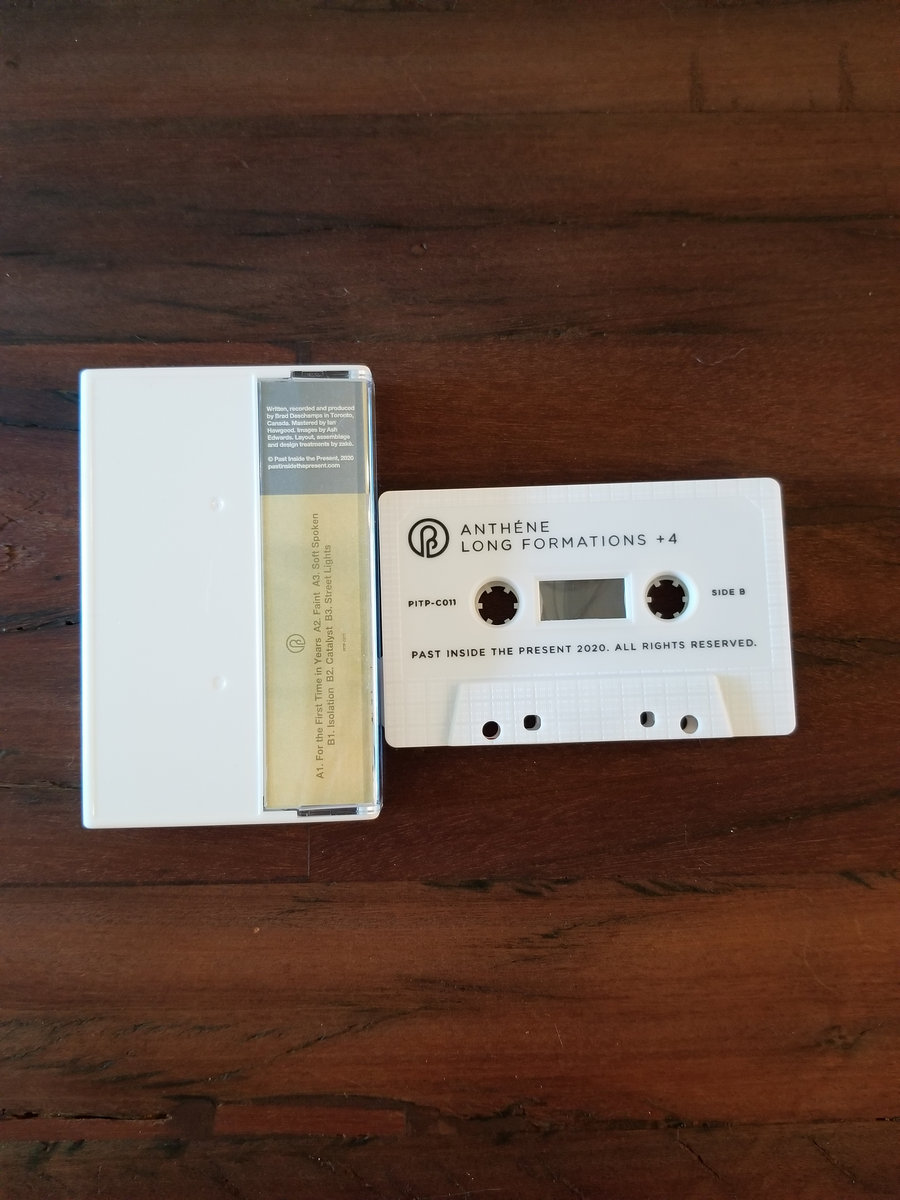 Written, recorded and produced
by Brad Deschamps in Toronto,
Canada. Mastered by Ian
Hawgood. Images by Ash
Edwards. Layout, assemblage
and design treatments by zakè.
© Past Inside the Present, 2020
pastinsidethepresent.com
A1. For the First Time in Years A2. Faint A3. Soft Spoken
B1. Isolation B2. Catalyst B3. Street Lights
ANTHÉNE
LONG FORMATIONS +4
PITP-C011
SIDE B
PAST INSIDE THE PRESENT 2020. ALL RIGHTS RESERVED.